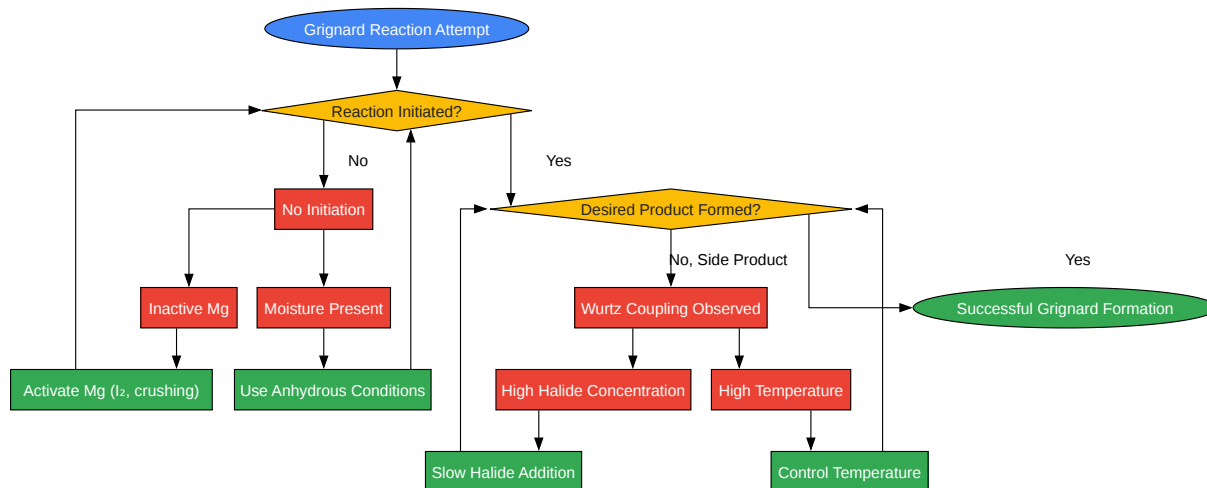 Grignard Reaction Attempt
Reaction Initiated?
No
Yes
No Initiation
Desired Product Formed?
No, Side Product
Yes
Inactive Mg
Moisture Present
Wurtz Coupling Observed
Successful Grignard Formation
Activate Mg (I₂, crushing)
Use Anhydrous Conditions
High Halide Concentration
High Temperature
Slow Halide Addition
Control Temperature